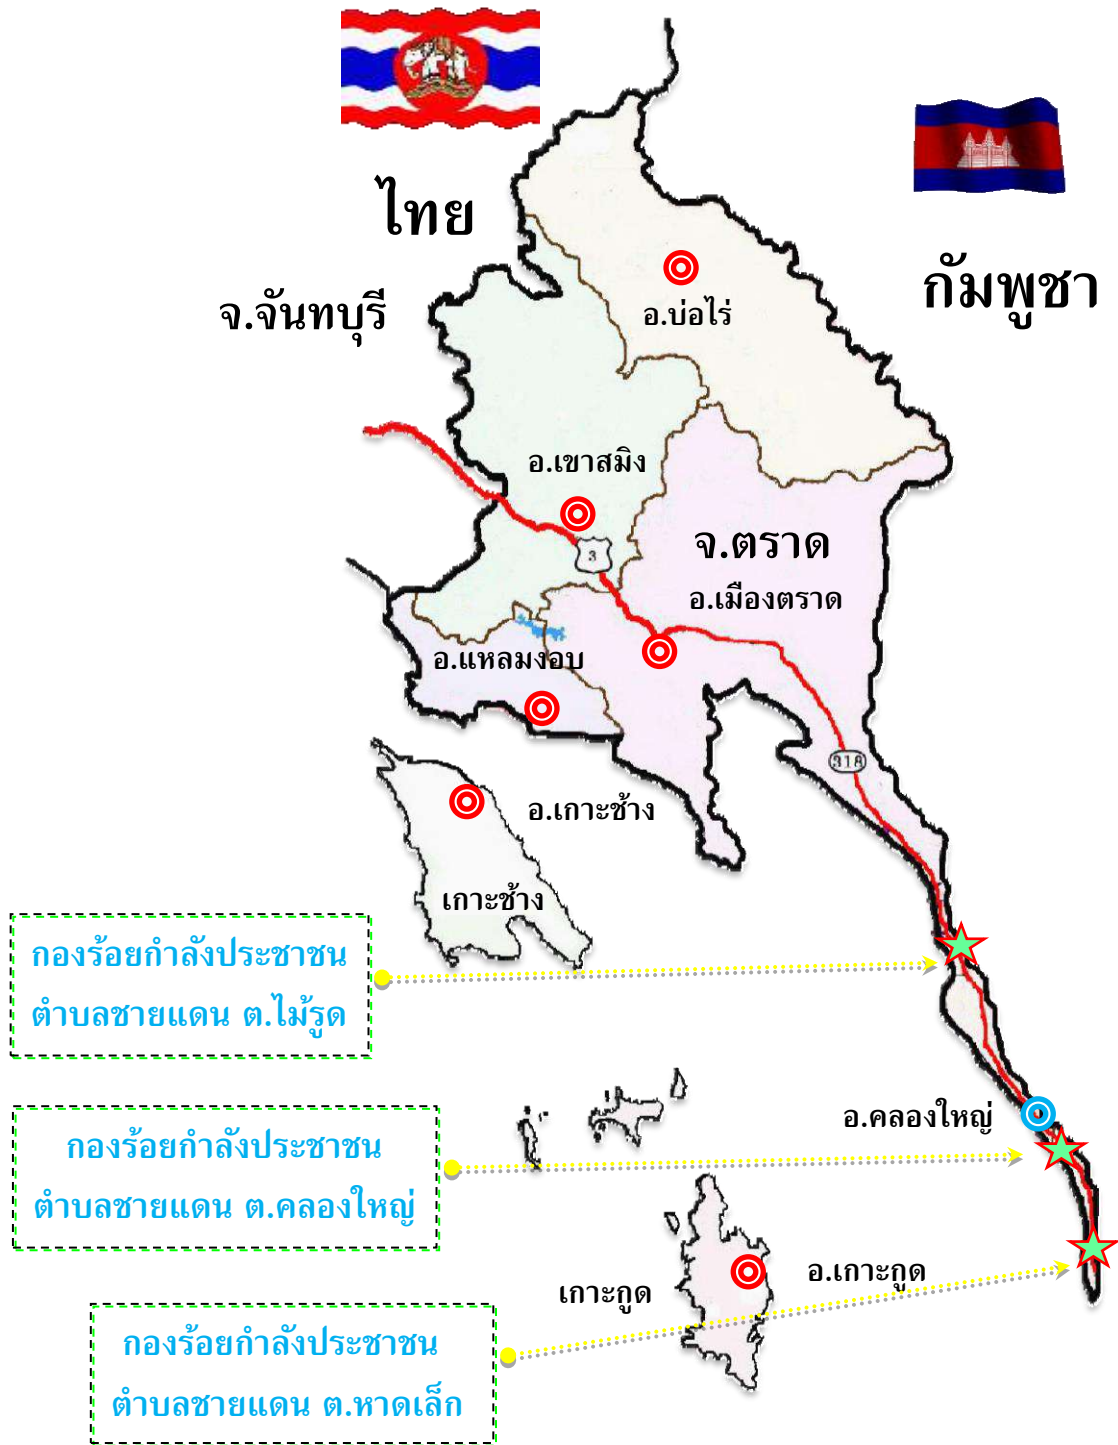 ไทย
กัมพูชา
จ.จันทบุรี
อ.บ่อไร่
อ.เขาสมิง
จ.ตราด
3
อ.เมืองตราด
อ.แหลมงอบ
318
อ.เกาะช้าง
เกาะช้าง
กองร้อยกำลังประชาชน
ตำบลชายแดน ต.ไม้รูด
อ.คลองใหญ่
กองร้อยกำลังประชาชน
ตำบลชายแดน ต.คลองใหญ่
อ.เกาะกูด
เกาะกูด
กองร้อยกำลังประชาชน
ตำบลชายแดน ต.หาดเล็ก